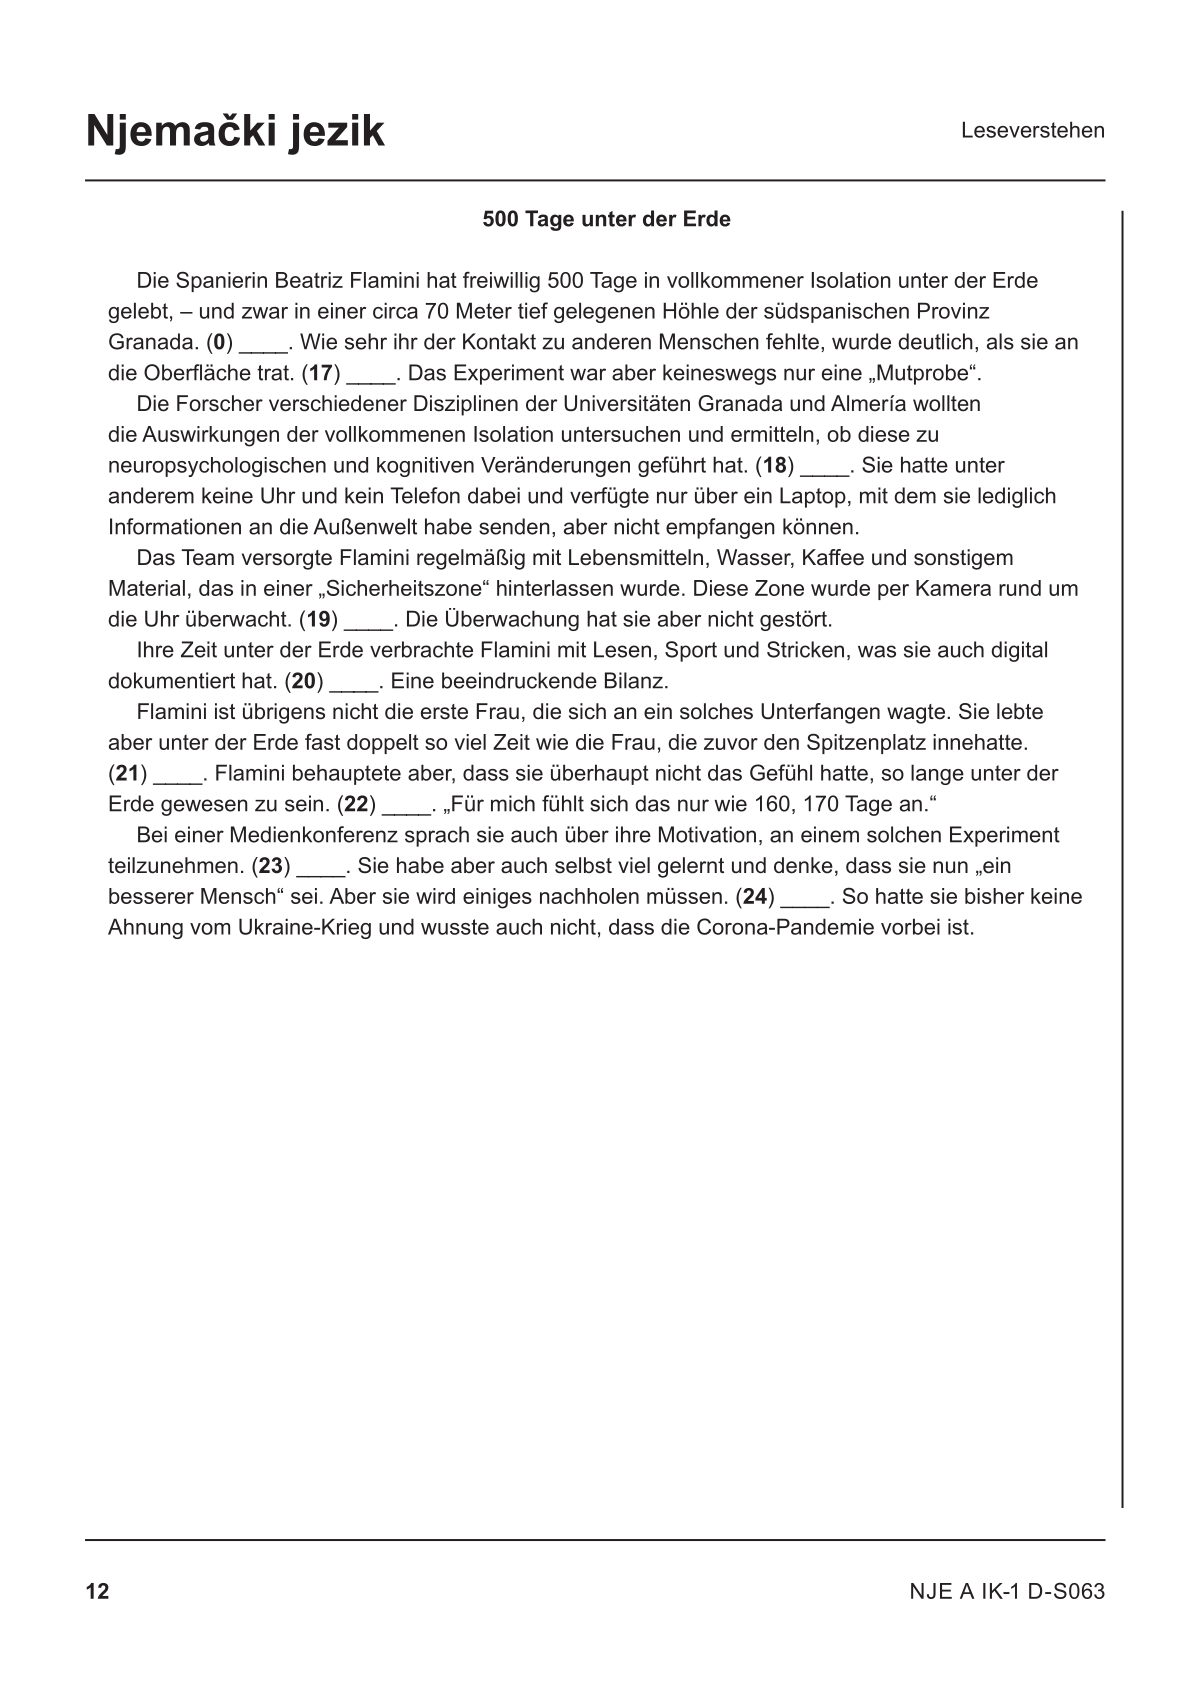 Njemački jezik
Leseverstehen
500 Tage unter der Erde
Die Spanierin Beatriz Flamini hat freiwillig 500 Tage in vollkommener Isolation unter der Erde
gelebt, – und zwar in einer circa 70 Meter tief gelegenen Höhle der südspanischen Provinz
Granada. (0) ____. Wie sehr ihr der Kontakt zu anderen Menschen fehlte, wurde deutlich, als sie an
die Oberfläche trat. (17) ____. Das Experiment war aber keineswegs nur eine „Mutprobe“.
Die Forscher verschiedener Disziplinen der Universitäten Granada und Almería wollten
die Auswirkungen der vollkommenen Isolation untersuchen und ermitteln, ob diese zu
neuropsychologischen und kognitiven Veränderungen geführt hat. (18) ____. Sie hatte unter
anderem keine Uhr und kein Telefon dabei und verfügte nur über ein Laptop, mit dem sie lediglich
Informationen an die Außenwelt habe senden, aber nicht empfangen können.
Das Team versorgte Flamini regelmäßig mit Lebensmitteln, Wasser, Kaffee und sonstigem
Material, das in einer „Sicherheitszone“ hinterlassen wurde. Diese Zone wurde per Kamera rund um
die Uhr überwacht. (19) ____. Die Überwachung hat sie aber nicht gestört.
Ihre Zeit unter der Erde verbrachte Flamini mit Lesen, Sport und Stricken, was sie auch digital
dokumentiert hat. (20) ____. Eine beeindruckende Bilanz.
Flamini ist übrigens nicht die erste Frau, die sich an ein solches Unterfangen wagte. Sie lebte
aber unter der Erde fast doppelt so viel Zeit wie die Frau, die zuvor den Spitzenplatz innehatte.
(21) ____. Flamini behauptete aber, dass sie überhaupt nicht das Gefühl hatte, so lange unter der
Erde gewesen zu sein. (22) ____. „Für mich fühlt sich das nur wie 160, 170 Tage an.“
Bei einer Medienkonferenz sprach sie auch über ihre Motivation, an einem solchen Experiment
teilzunehmen. (23) ____. Sie habe aber auch selbst viel gelernt und denke, dass sie nun „ein
besserer Mensch“ sei. Aber sie wird einiges nachholen müssen. (24) ____. So hatte sie bisher keine
Ahnung vom Ukraine-Krieg und wusste auch nicht, dass die Corona-Pandemie vorbei ist.
12
NJE A IK-1 D-S063